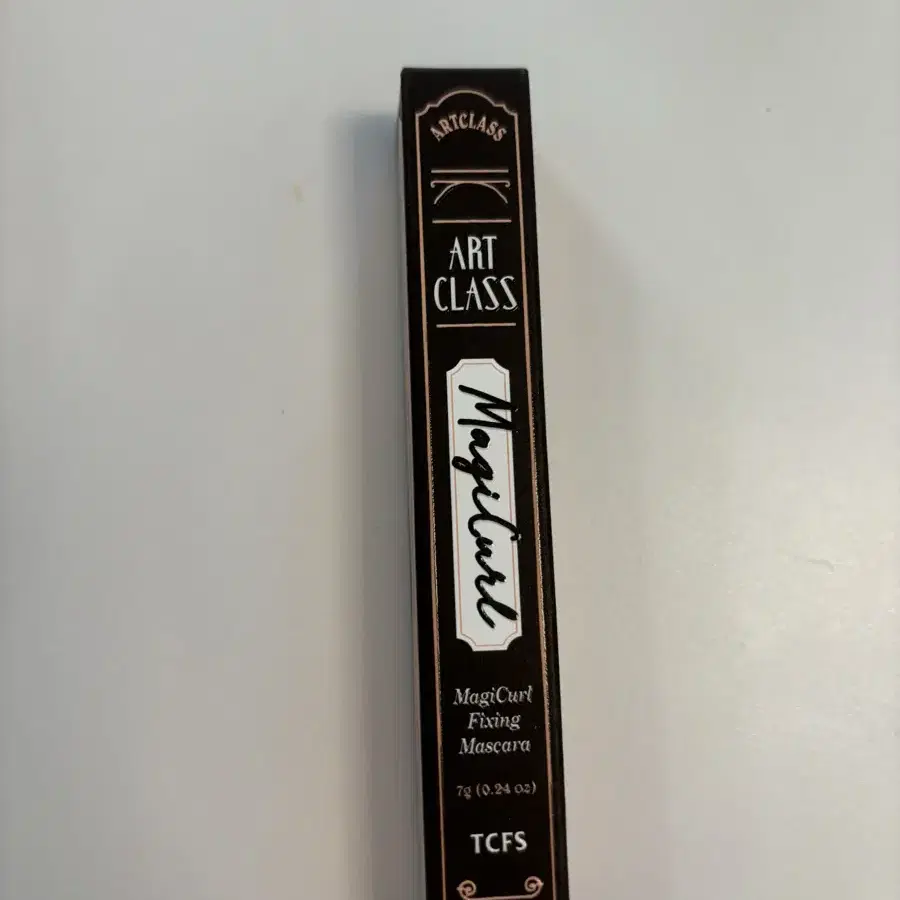 ARTCLASS
ART
CLASS
MagiCurl
MagiCurl
Fixing
Mascara
7g (0.24 oz)
TCFS